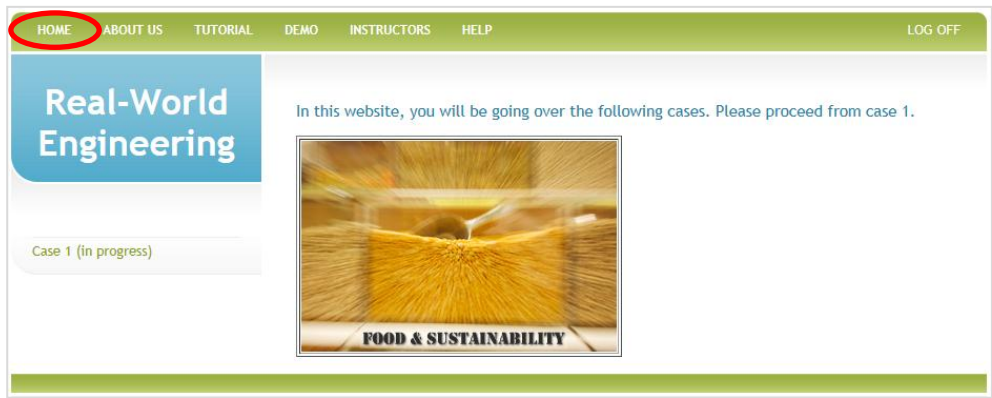 HOME ABOUT US TUTORIAL DEMO INSTRUCTORS HELP LOG OFF
Real-World
Engineering
In this website, you will be going over the following cases. Please proceed from case 1.
Case 1 (in progress)
FOOD & SUSTAINABILITY